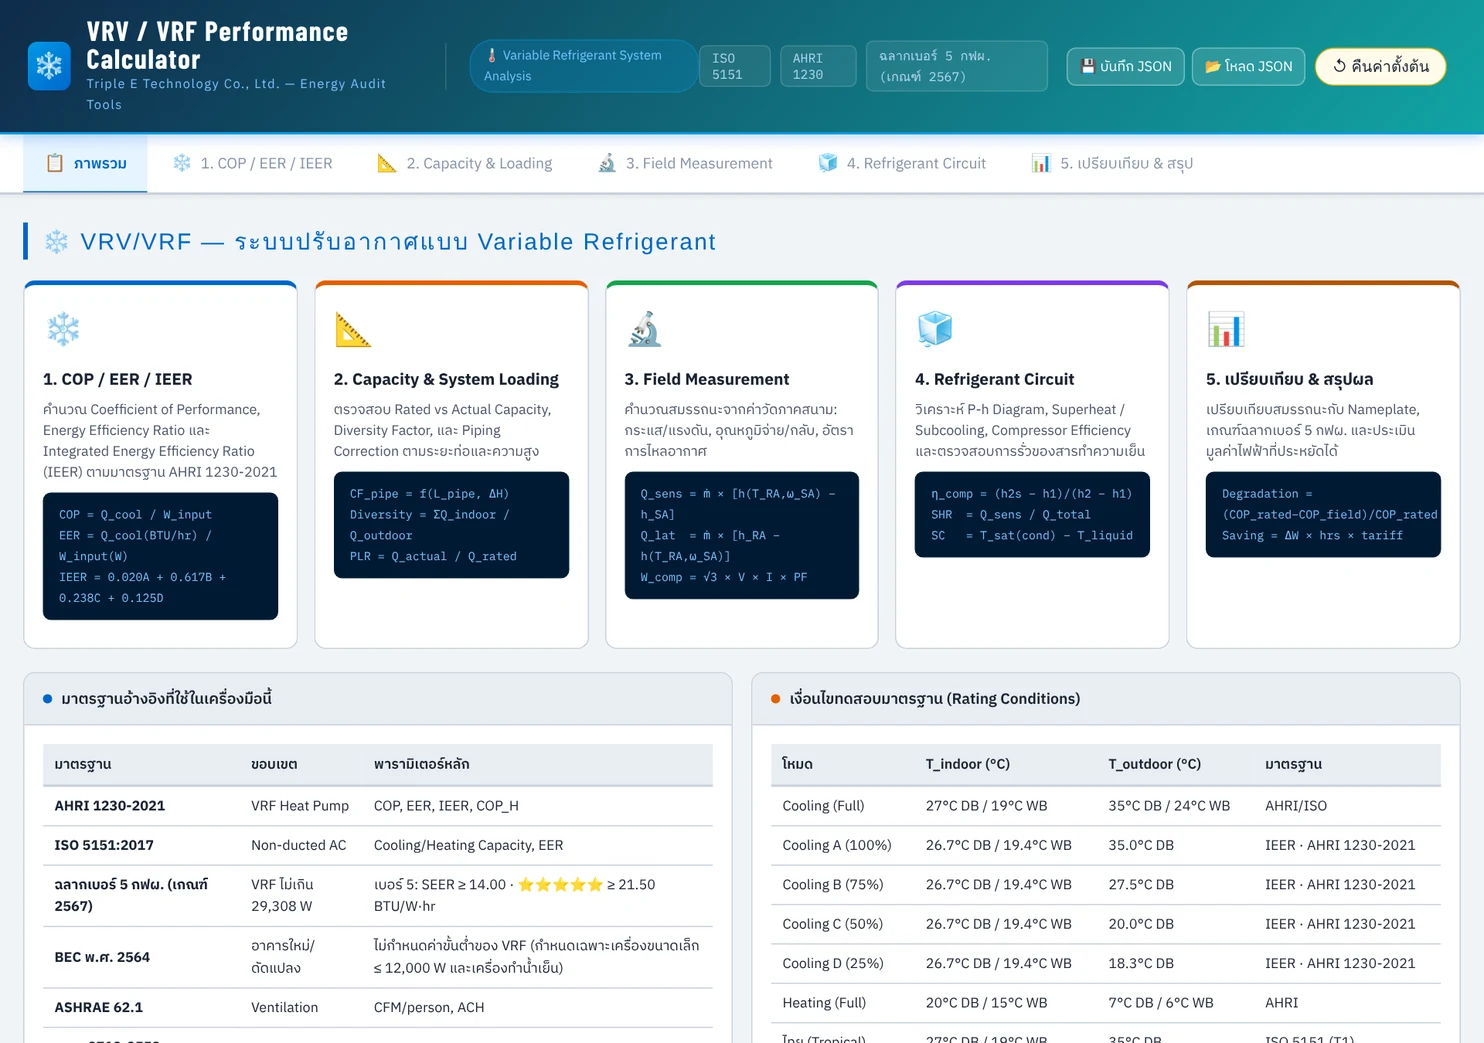 VRV / VRF Performance
Calculator
Triple E Technology Co., Ltd. — Energy Audit
Tools
🌡️ Variable Refrigerant System
Analysis
ISO
5151
AHRI
1230
ฉลากเบอร์ 5 กฟผ.
(เกณฑ์ 2567)
💾 บันทึก JSON
📂 โหลด JSON
↺ คืนค่าตั้งต้น
📋 ภาพรวม
❄️ 1. COP / EER / IEER
📐 2. Capacity & Loading
🔬 3. Field Measurement
🧊 4. Refrigerant Circuit
📊 5. เปรียบเทียบ & สรุป
❄️ VRV/VRF — ระบบปรับอากาศแบบ Variable Refrigerant
1. COP / EER / IEER
คำนวณ Coefficient of Performance,
Energy Efficiency Ratio และ
Integrated Energy Efficiency Ratio
(IEER) ตามมาตรฐาน AHRI 1230-2021
COP = Q_cool / W_input
EER = Q_cool(BTU/hr) /
W_input(W)
IEER = 0.020A + 0.617B +
0.238C + 0.125D
2. Capacity & System Loading
ตรวจสอบ Rated vs Actual Capacity,
Diversity Factor, และ Piping
Correction ตามระยะท่อและความสูง
CF_pipe = f(L_pipe, ΔH)
Diversity = ΣQ_indoor /
Q_outdoor
PLR = Q_actual / Q_rated
3. Field Measurement
คำนวณสมรรถนะจากค่าวัดภาคสนาม:
กระแส/แรงดัน, อุณหภูมิจ่าย/กลับ, อัตรา
การไหลอากาศ
Q_sens = ṁ × [h(T_RA,ω_SA) −
h_SA]
Q_lat = ṁ × [h_RA −
h(T_RA,ω_SA)]
W_comp = √3 × V × I × PF
4. Refrigerant Circuit
วิเคราะห์ P-h Diagram, Superheat /
Subcooling, Compressor Efficiency
และตรวจสอบการรั่วของสารทำความเย็น
η_comp = (h2s − h1)/(h2 − h1)
SHR = Q_sens / Q_total
SC = T_sat(cond) − T_liquid
5. เปรียบเทียบ & สรุปผล
เปรียบเทียบสมรรถนะกับ Nameplate,
เกณฑ์ฉลากเบอร์ 5 กฟผ. และประเมิน
มูลค่าไฟฟ้าที่ประหยัดได้
Degradation =
(COP_rated−COP_field)/COP_rated
Saving = ΔW × hrs × tariff
มาตรฐานอ้างอิงที่ใช้ในเครื่องมือนี้
มาตรฐาน ขอบเขต พารามิเตอร์หลัก
AHRI 1230-2021 VRF Heat Pump COP, EER, IEER, COP_H
ISO 5151:2017 Non-ducted AC Cooling/Heating Capacity, EER
ฉลากเบอร์ 5 กฟผ. (เกณฑ์
2567)
VRF ไม่เกิน
29,308 W
เบอร์ 5: SEER ≥ 14.00 · ⭐⭐⭐⭐⭐ ≥ 21.50
BTU/W·hr
BEC พ.ศ. 2564
อาคารใหม่/
ดัดแปลง
ไม่กำหนดค่าขั้นต่ำของ VRF (กำหนดเฉพาะเครื่องขนาดเล็ก
≤ 12,000 W และเครื่องทำน้ำเย็น)
ASHRAE 62.1 Ventilation CFM/person, ACH
เงื่อนไขทดสอบมาตรฐาน (Rating Conditions)
โหมด T_indoor (°C) T_outdoor (°C) มาตรฐาน
Cooling (Full) 27°C DB / 19°C WB 35°C DB / 24°C WB AHRI/ISO
Cooling A (100%) 26.7°C DB / 19.4°C WB 35.0°C DB IEER · AHRI 1230-2021
Cooling B (75%) 26.7°C DB / 19.4°C WB 27.5°C DB IEER · AHRI 1230-2021
Cooling C (50%) 26.7°C DB / 19.4°C WB 20.0°C DB IEER · AHRI 1230-2021
Cooling D (25%) 26.7°C DB / 19.4°C WB 18.3°C DB IEER · AHRI 1230-2021
Heating (Full) 20°C DB / 15°C WB 7°C DB / 6°C WB AHRI
ไทย (Tropical) 27°C DB / 19°C WB 35°C DB ISO 5151 (T1)